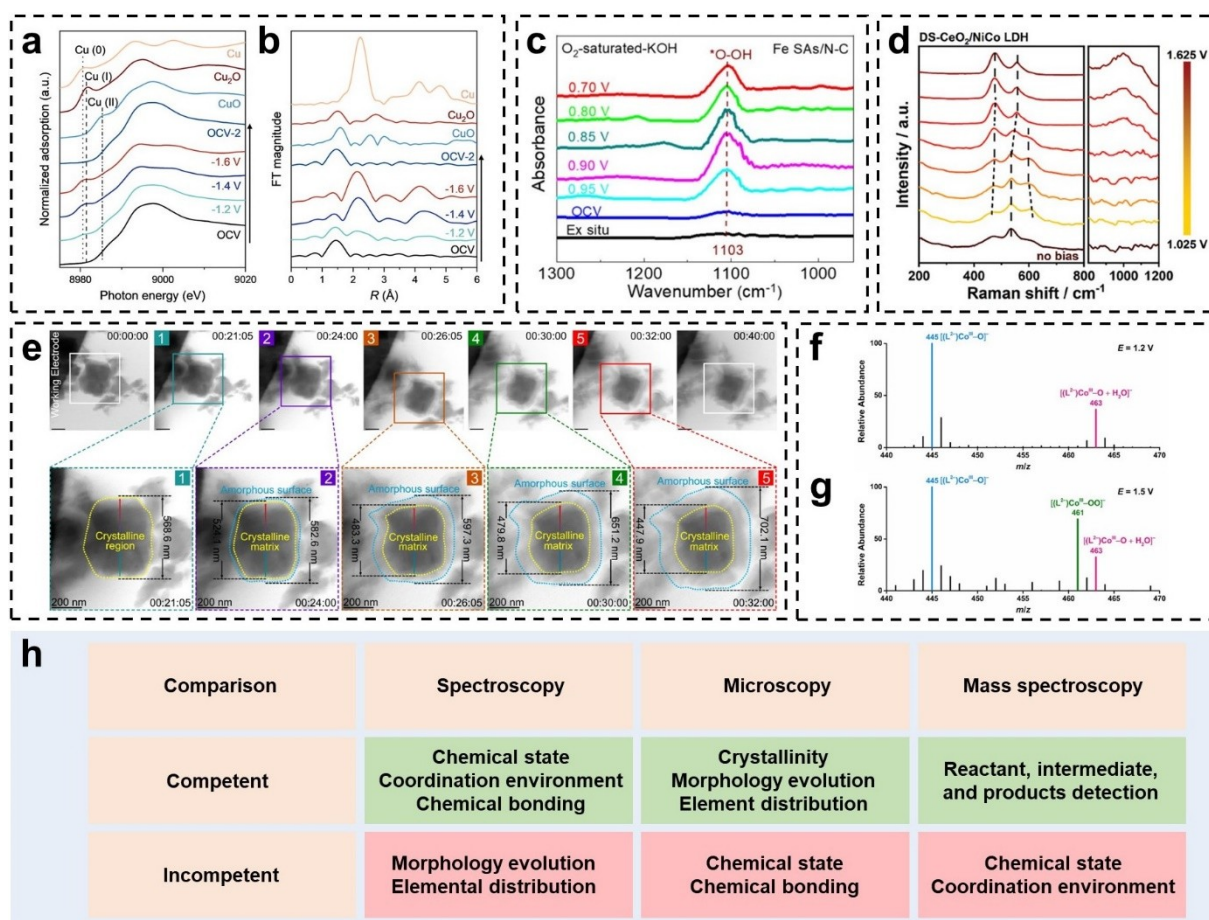 a
Cu (0)
Cu (I)
Cu (II)
Cu
Cu₂O
CuO
OCV-2
-1.6 V
-1.4 V
-1.2 V
OCV
Normalized adsorption (a.u.)
8980 9000 9020
Photon energy (eV)
b
Cu
Cu₂O
CuO
OCV-2
-1.6 V
-1.4 V
-1.2 V
OCV
FT magnitude
0 1 2 3 4 5 6
R (Å)
c
O₂-saturated-KOH
*O-OH
Fe SAs/N-C
0.70 V
0.80 V
0.85 V
0.90 V
0.95 V
OCV
Ex situ
1103
Absorbance
1300 1200 1100 1000
Wavenumber (cm⁻¹)
d
DS-CeO₂/NiCo LDH
1.625 V
1.025 V
no bias
Intensity / a.u.
200 400 600 800 1000 1200
Raman shift / cm⁻¹
e
Working Electrode
00:00:00
1 00:21:05
2 00:24:00
3 00:26:05
4 00:30:00
5 00:32:00
00:40:00
1
Crystalline
region
568.6 nm
200 nm 00:21:05
2
Amorphous surface
524.1 nm
Crystalline
matrix
582.6 nm
00:24:00
3
Amorphous surface
483.3 nm
Crystalline
matrix
597.3 nm
200 nm 00:26:05
4
Amorphous surface
479.8 nm
Crystalline
matrix
651.2 nm
200 nm 00:30:00
5
Amorphous surface
447.9 nm
Crystalline
matrix
702.1 nm
200 nm 00:32:00
f
445 [(L²⁻)Coᴵᴵᴵ–O]⁻
E = 1.2 V
[(L²⁻)Coᴵᴵᴵ–O + H₂O]⁻
463
Relative Abundance
100
50
0
440 445 450 455 460 465 470
m/z
g
445 [(L²⁻)Coᴵᴵᴵ–O]⁻
E = 1.5 V
[(L²⁻)Coᴵᴵᴵ–OO]⁻
461
[(L²⁻)Coᴵᴵᴵ–O + H₂O]⁻
463
Relative Abundance
100
50
0
440 445 450 455 460 465 470
m/z
h
Comparison
Spectroscopy
Microscopy
Mass spectroscopy
Competent
Chemical state
Coordination environment
Chemical bonding
Crystallinity
Morphology evolution
Element distribution
Reactant, intermediate,
and products detection
Incompetent
Morphology evolution
Elemental distribution
Chemical state
Chemical bonding
Chemical state
Coordination environment